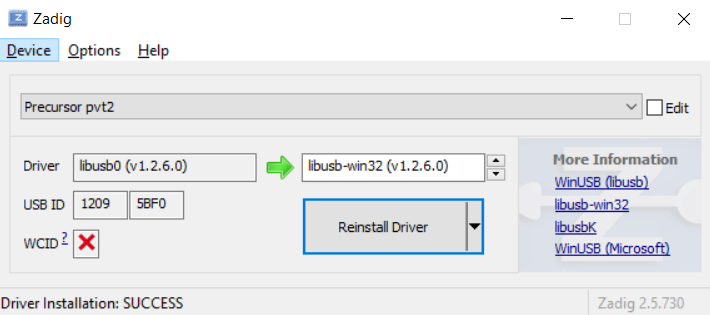 Zadig
Device Options Help
Precursor pvt2 Edit
Driver libusb0 (v1.2.6.0) libusb-win32 (v1.2.6.0)
USB ID 1209 5BF0
WCID ?
Reinstall Driver
More Information
WinUSB (libusb)
libusb-win32
libusbK
WinUSB (Microsoft)
Driver Installation: SUCCESS Zadig 2.5.730